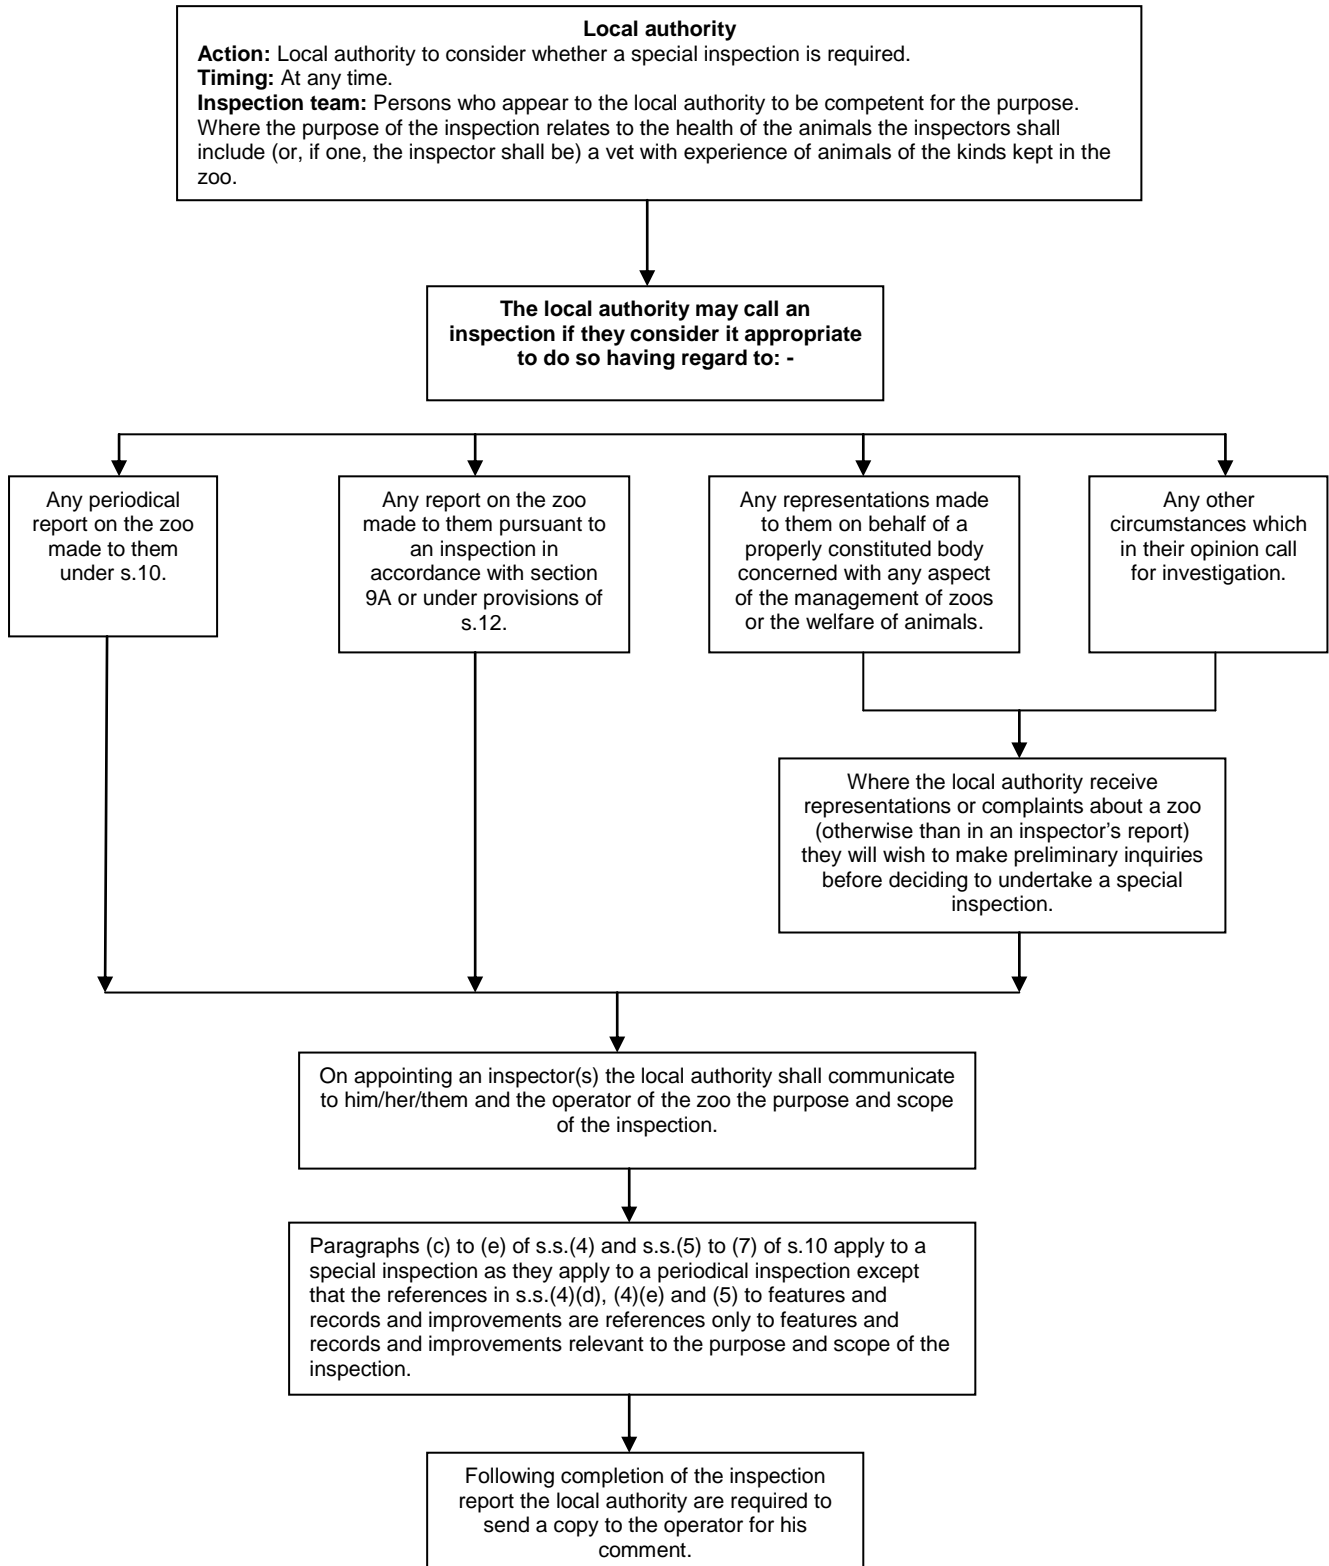 Local authority
Action: Local authority to consider whether a special inspection is required.
Timing: At any time.
Inspection team: Persons who appear to the local authority to be competent for the purpose.
Where the purpose of the inspection relates to the health of the animals the inspectors shall
include (or, if one, the inspector shall be) a vet with experience of animals of the kinds kept in the
zoo.
The local authority may call an
inspection if they consider it appropriate
to do so having regard to: -
Any periodical
report on the zoo
made to them
under s.10.
Any report on the zoo
made to them pursuant to
an inspection in
accordance with section
9A or under provisions of
s.12.
Any representations made
to them on behalf of a
properly constituted body
concerned with any aspect
of the management of zoos
or the welfare of animals.
Any other
circumstances which
in their opinion call
for investigation.
Where the local authority receive
representations or complaints about a zoo
(otherwise than in an inspector’s report)
they will wish to make preliminary inquiries
before deciding to undertake a special
inspection.
On appointing an inspector(s) the local authority shall communicate
to him/her/them and the operator of the zoo the purpose and scope
of the inspection.
Paragraphs (c) to (e) of s.s.(4) and s.s.(5) to (7) of s.10 apply to a
special inspection as they apply to a periodical inspection except
that the references in s.s.(4)(d), (4)(e) and (5) to features and
records and improvements are references only to features and
records and improvements relevant to the purpose and scope of the
inspection.
Following completion of the inspection
report the local authority are required to
send a copy to the operator for his
comment.